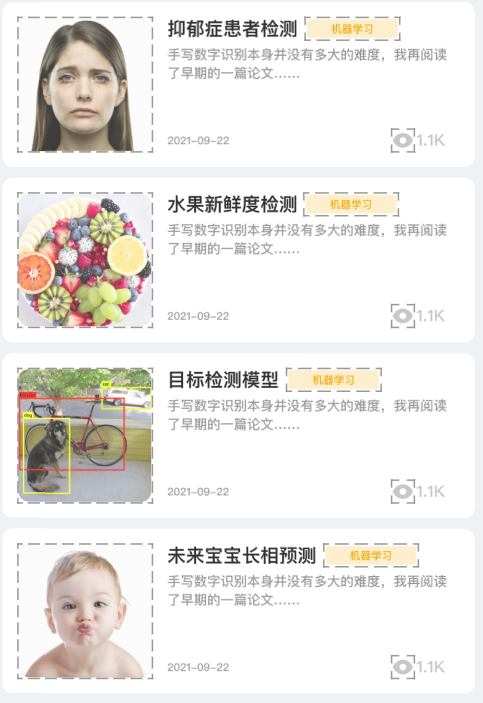 抑郁症患者检测 机器学习
手写数字识别本身并没有多大的难度，我再阅读
了早期的一篇论文……
2021-09-22 1.1K
水果新鲜度检测 机器学习
手写数字识别本身并没有多大的难度，我再阅读
了早期的一篇论文……
2021-09-22 1.1K
目标检测模型 机器学习
car
dog
手写数字识别本身并没有多大的难度，我再阅读
了早期的一篇论文……
2021-09-22 1.1K
未来宝宝长相预测 机器学习
手写数字识别本身并没有多大的难度，我再阅读
了早期的一篇论文……
2021-09-22 1.1K